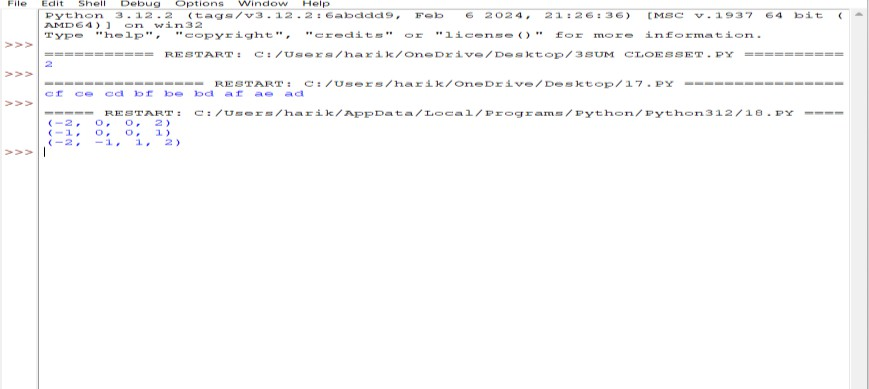 File Edit Shell Debug Options Window Help
Python 3.12.2 (tags/v3.12.2:6abddd9, Feb  6 2024, 21:26:36) [MSC v.1937 64 bit (
AMD64)] on win32
Type "help", "copyright", "credits" or "license()" for more information.
>>>
=========== RESTART: C:/Users/harik/OneDrive/Desktop/3SUM CLOESSET.PY ==========
2
>>>
================ RESTART: C:/Users/harik/OneDrive/Desktop/17.PY ================
cf ce cd bf be bd af ae ad
>>>
===== RESTART: C:/Users/harik/AppData/Local/Programs/Python/Python312/18.PY ====
(-2, 0, 0, 2)
(-1, 0, 0, 1)
(-2, -1, 1, 2)
>>>